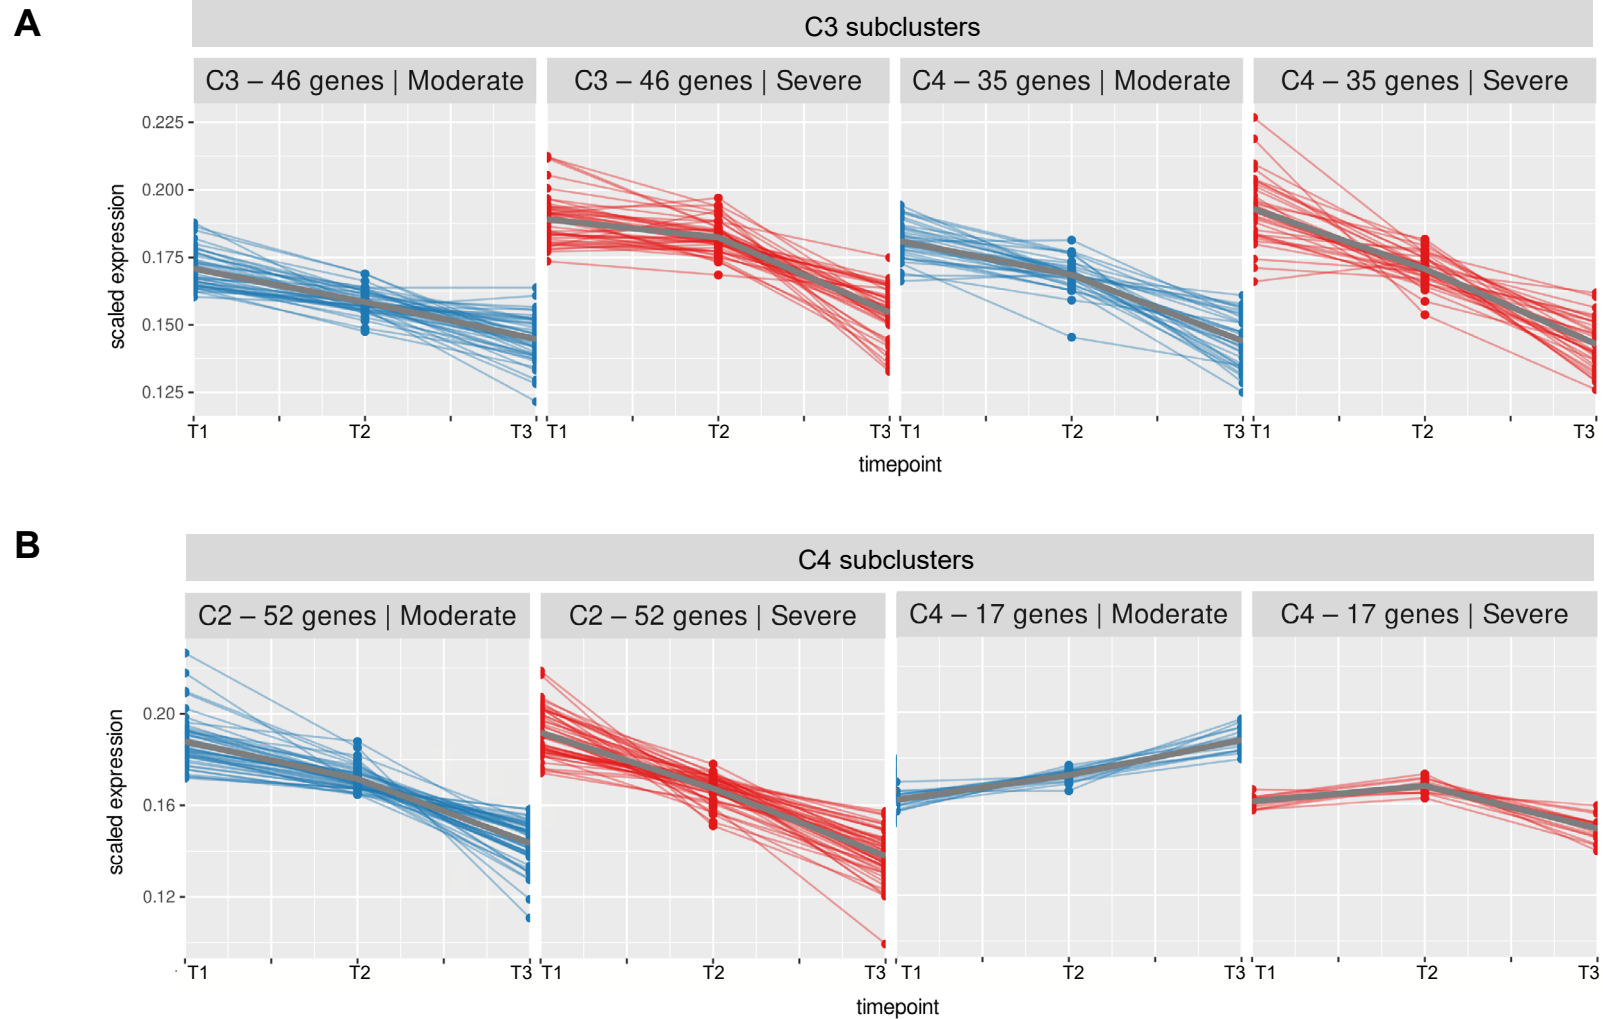 A
C3 subclusters
C3 – 46 genes | Moderate
C3 – 46 genes | Severe
C4 – 35 genes | Moderate
C4 – 35 genes | Severe
scaled expression
0.225
0.200
0.175
0.150
0.125
T1 T2 T3 T1 T2 T3 T1 T2 T3 T1 T2 T3
timepoint
B
C4 subclusters
C2 – 52 genes | Moderate
C2 – 52 genes | Severe
C4 – 17 genes | Moderate
C4 – 17 genes | Severe
scaled expression
0.20
0.16
0.12
T1 T2 T3 T1 T2 T3 T1 T2 T3 T1 T2 T3
timepoint